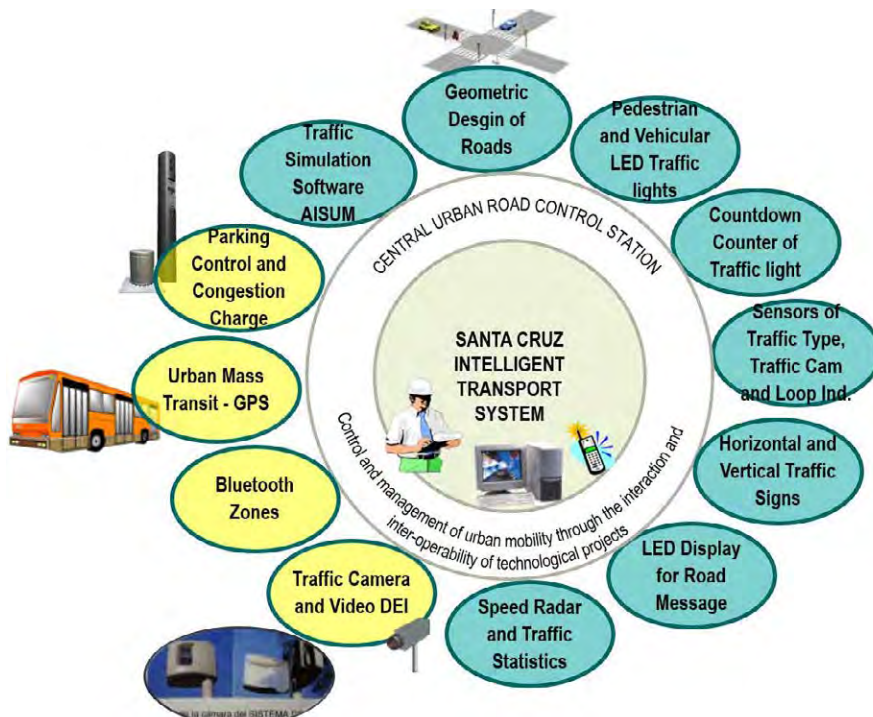 Geometric
Desgin of
Roads
Pedestrian
and Vehicular
LED Traffic
lights
Countdown
Counter of
Traffic light
Sensors of
Traffic Type,
Traffic Cam
and Loop Ind.
Horizontal and
Vertical Traffic
Signs
LED Display
for Road
Message
Speed Radar
and Traffic
Statistics
Traffic Camera
and Video DEI
Bluetooth
Zones
Urban Mass
Transit - GPS
Parking
Control and
Congestion
Charge
Traffic
Simulation
Software
AISUM
CENTRAL URBAN ROAD CONTROL STATION
SANTA CRUZ
INTELLIGENT
TRANSPORT
SYSTEM
Control and management of urban mobility through the interaction and
inter-operability of technological projects
la cámara del SISTEMA